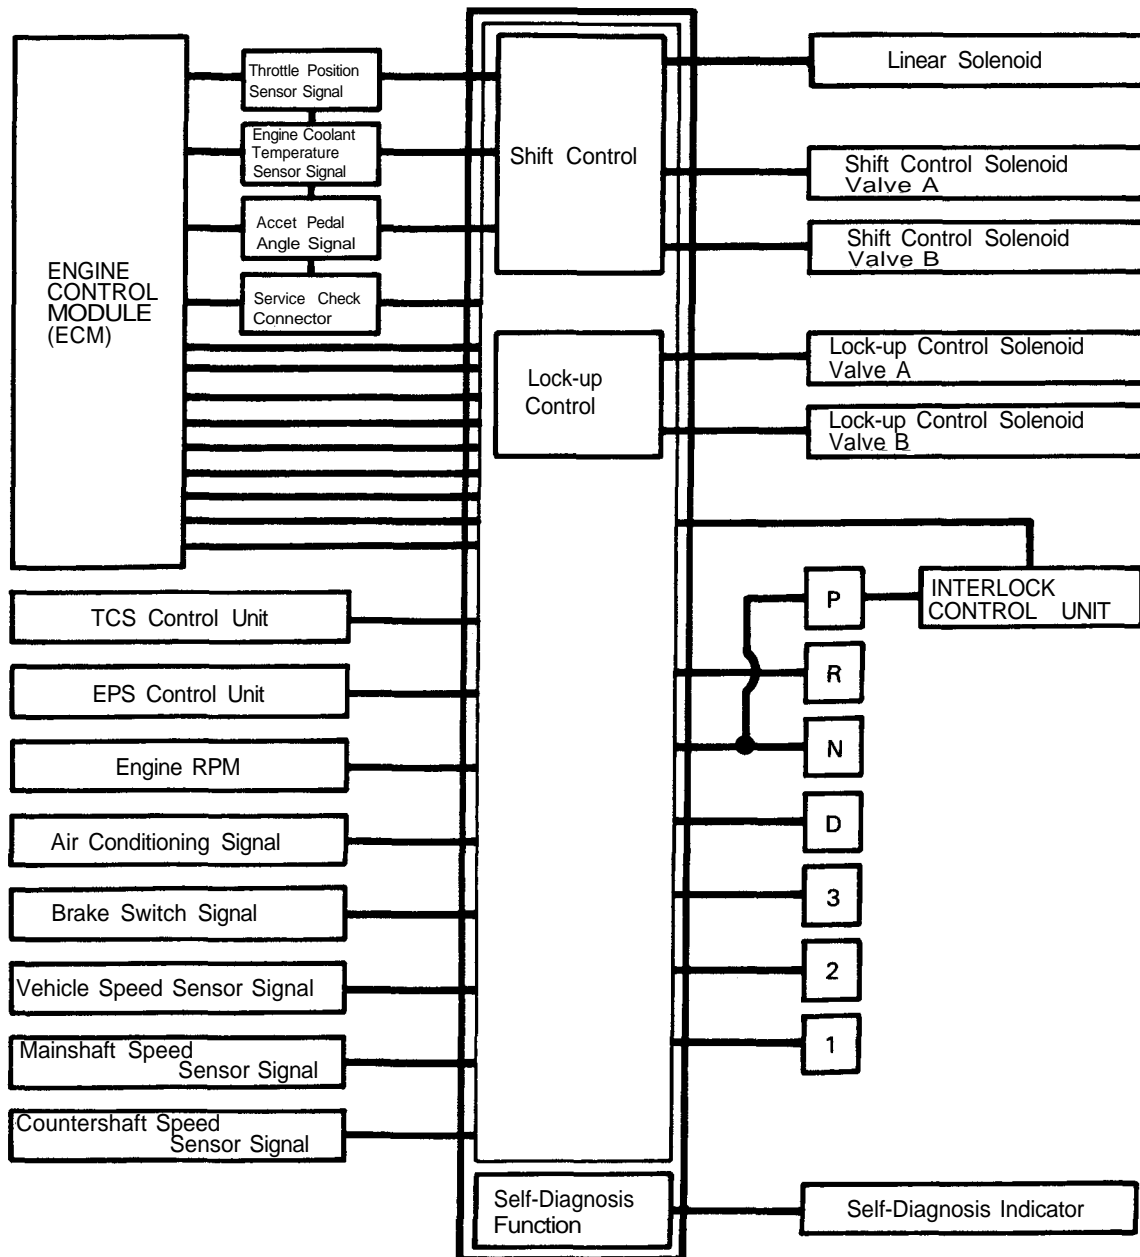 ENGINE
CONTROL
MODULE
(ECM)
Throttle Position
Sensor Signal
Engine Coolant
Temperature
Sensor Signal
Accet Pedal
Angle Signal
Service Check
Connector
TCS Control Unit
EPS Control Unit
Engine RPM
Air Conditioning Signal
Brake Switch Signal
Vehicle Speed Sensor Signal
Mainshaft Speed
Sensor Signal
Countershaft Speed
Sensor Signal
Shift Control
Lock-up
Control
Self-Diagnosis
Function
Linear Solenoid
Shift Control Solenoid
Valve A
Shift Control Solenoid
Valve B
Lock-up Control Solenoid
Valve A
Lock-up Control Solenoid
Valve B
INTERLOCK
CONTROL UNIT
P
R
N
D
3
2
1
Self-Diagnosis Indicator